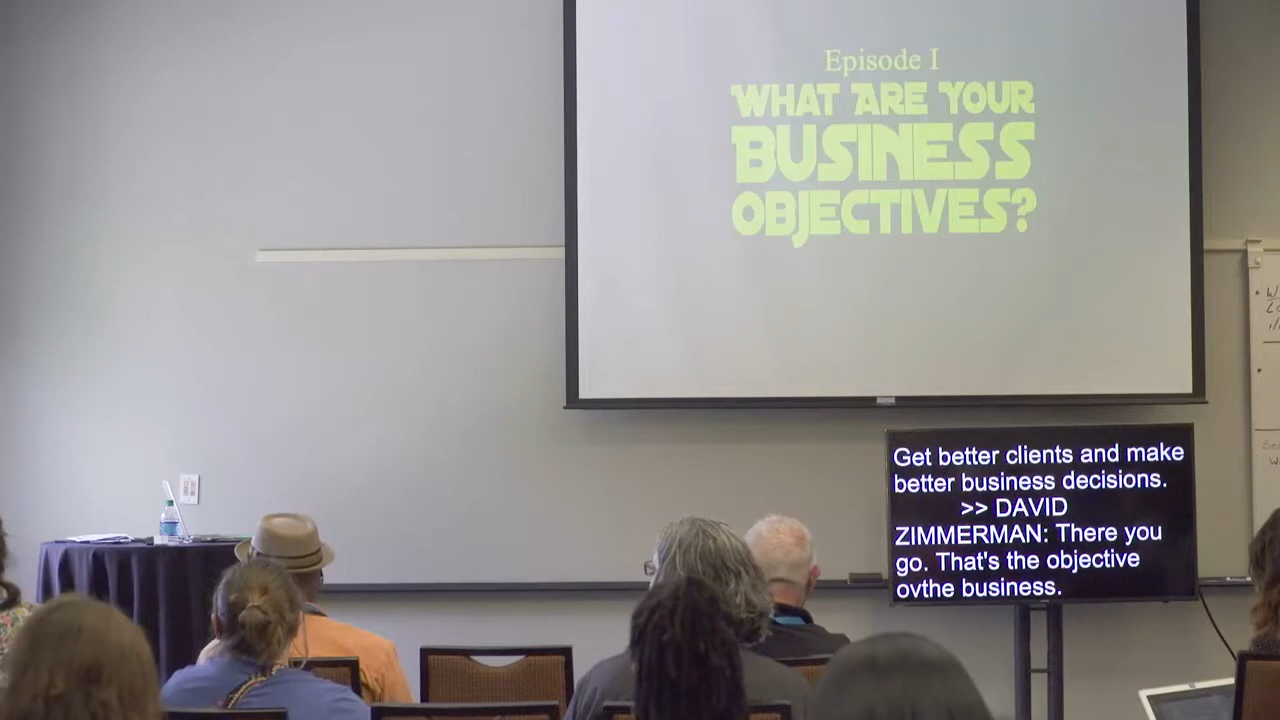 Episode I
WHAT ARE YOUR
BUSINESS
OBJECTIVES?
Get better clients and make
better business decisions.
>> DAVID
ZIMMERMAN: There you
go. That's the objective
ovthe business.